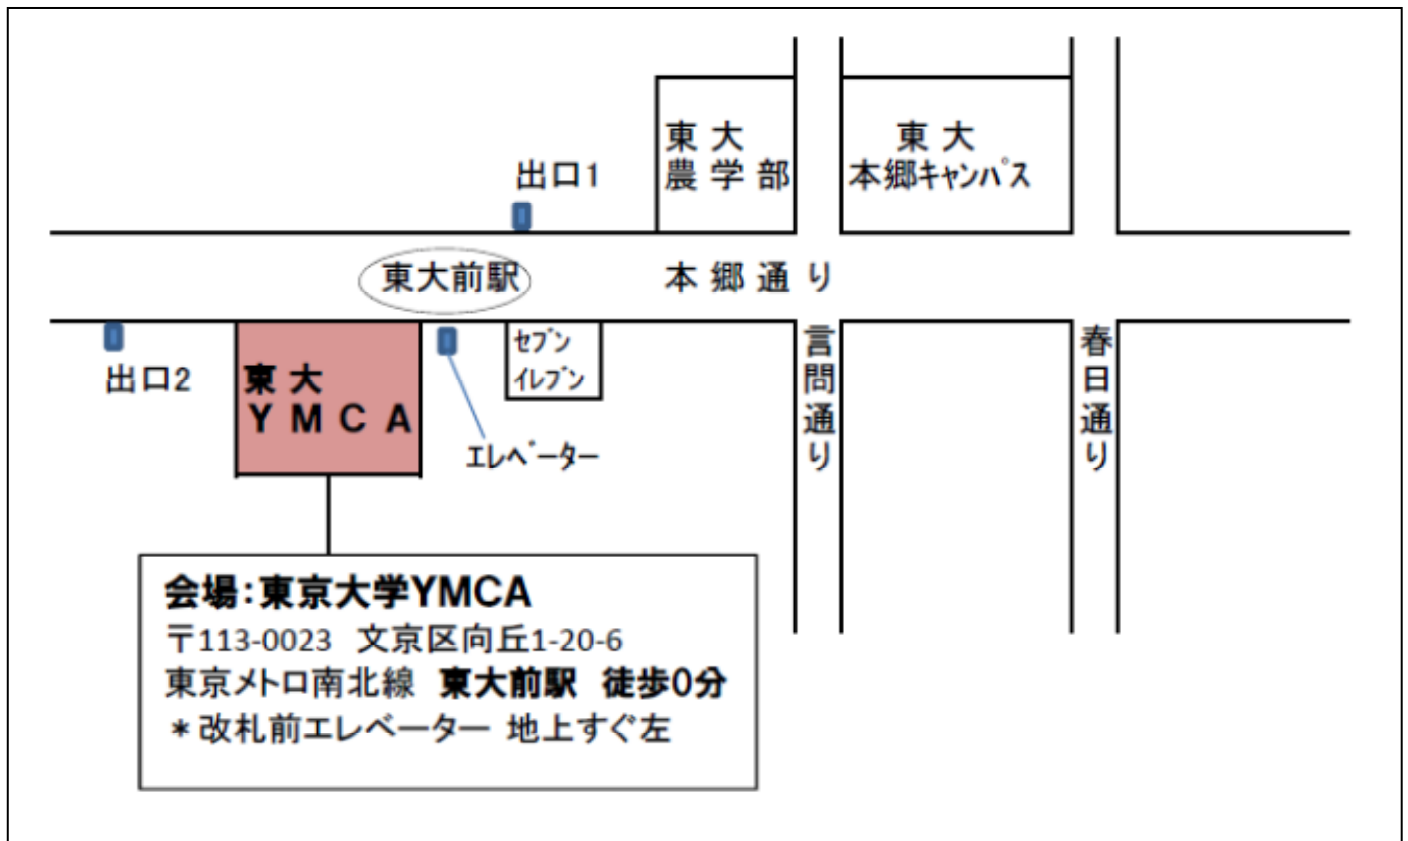 東大
農学部
東大
本郷ｷｬﾝﾊﾟｽ
出口1
東大前駅
本郷通り
出口2
東大
YMCA
ｾﾌﾞﾝ
ｲﾚﾌﾞﾝ
ｴﾚﾍﾞｰﾀｰ
言問通り
春日通り
会場：東京大学YMCA
〒113-0023 文京区向丘1-20-6
東京メトロ南北線 東大前駅 徒歩0分
＊改札前エレベーター 地上すぐ左